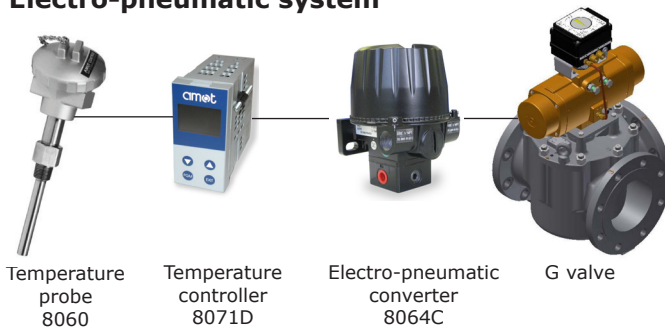 Electro-pneumatic system
amot
Temperature
probe
8060
Temperature
controller
8071D
Electro-pneumatic
converter
8064C
G valve